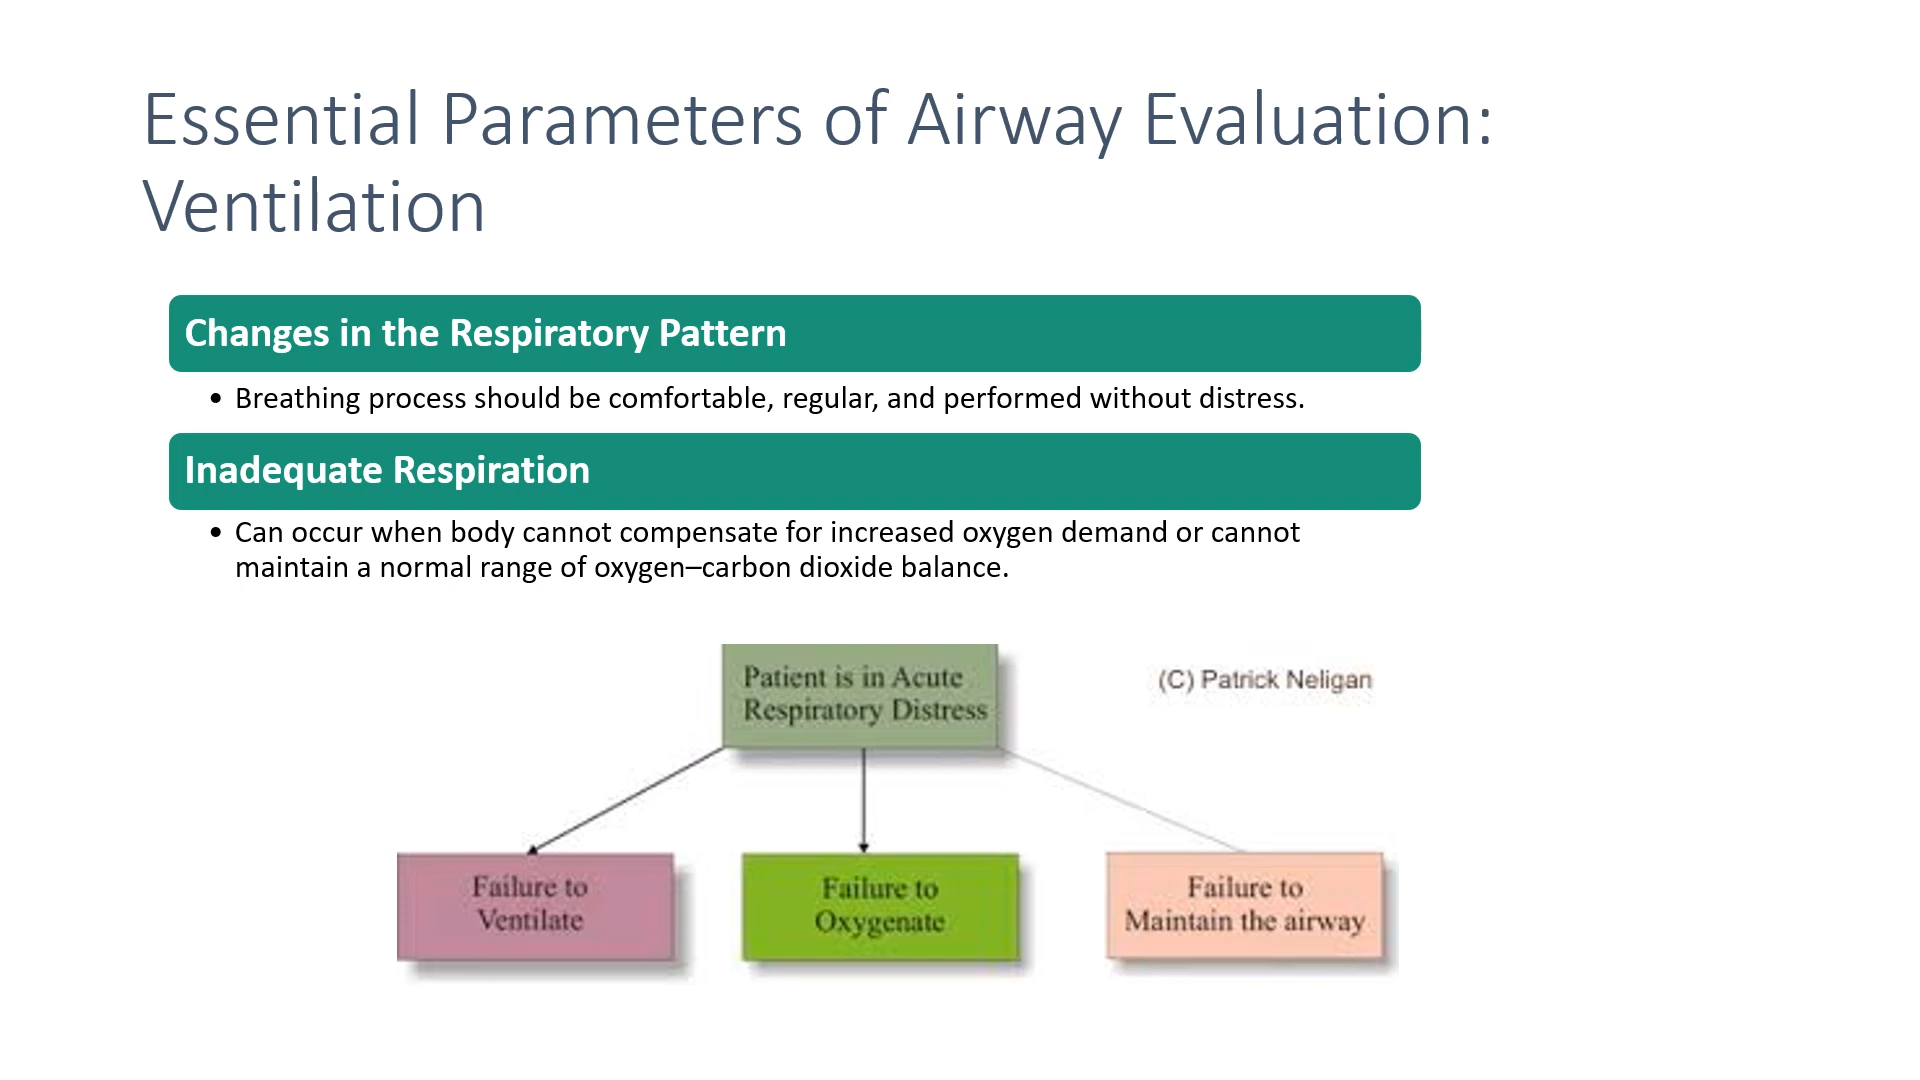 Essential Parameters of Airway Evaluation:
Ventilation
Changes in the Respiratory Pattern
• Breathing process should be comfortable, regular, and performed without distress.
Inadequate Respiration
• Can occur when body cannot compensate for increased oxygen demand or cannot
maintain a normal range of oxygen–carbon dioxide balance.
Patient is in Acute
Respiratory Distress
(C) Patrick Neligan
Failure to
Ventilate
Failure to
Oxygenate
Failure to
Maintain the airway